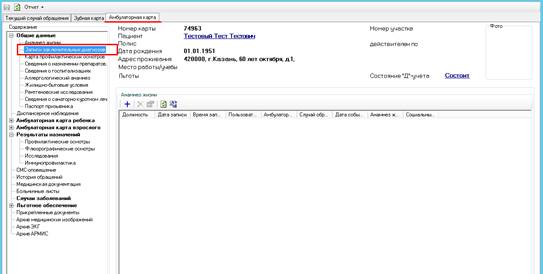 Отчет
Текущий случай обращения Зубная карта Амбулаторная карта
Содержание
Общие данные
Анамнез жизни
Записи заключительных диагнозов
Карта профилактических осмотров
Сведения о назначении препаратов,
Сведения о госпитализациях
Аллергологический анамнез
Жилищно-бытовые условия
Рентгеновские исследования
Сведения о санаторно-курортном лечен
Паспорт прививника
Диспансерное наблюдение
Амбулаторная карта ребенка
Амбулаторная карта взрослого
Результаты назначений
Профилактические осмотры
Флюорографические осмотры
Исследования
Иммунопрофилактика
СМС-оповещение
История обращений
Медицинская документация
Больничные листы
Случаи заболеваний
Льготное обеспечение
Прикрепленные документы
Архив медицинских изображений
Архив ЭКГ
Архив АРМИС
Номер карты 74963 Номер участка
Пациент Тестовый Тест Тестович
Полис действителен по
Дата рождения 01.01.1951
Адрес проживания 420000, г.Казань, 60 лет октября, д.1,
Место работы/учебы
Льготы Состояние "Д"-учета Состоит
Фото
Анамнез жизни
Должность Дата записи Время зап... Пользоват... Амбулатор... Случай обр... Дата собы... Анамнез ж... Социальны...